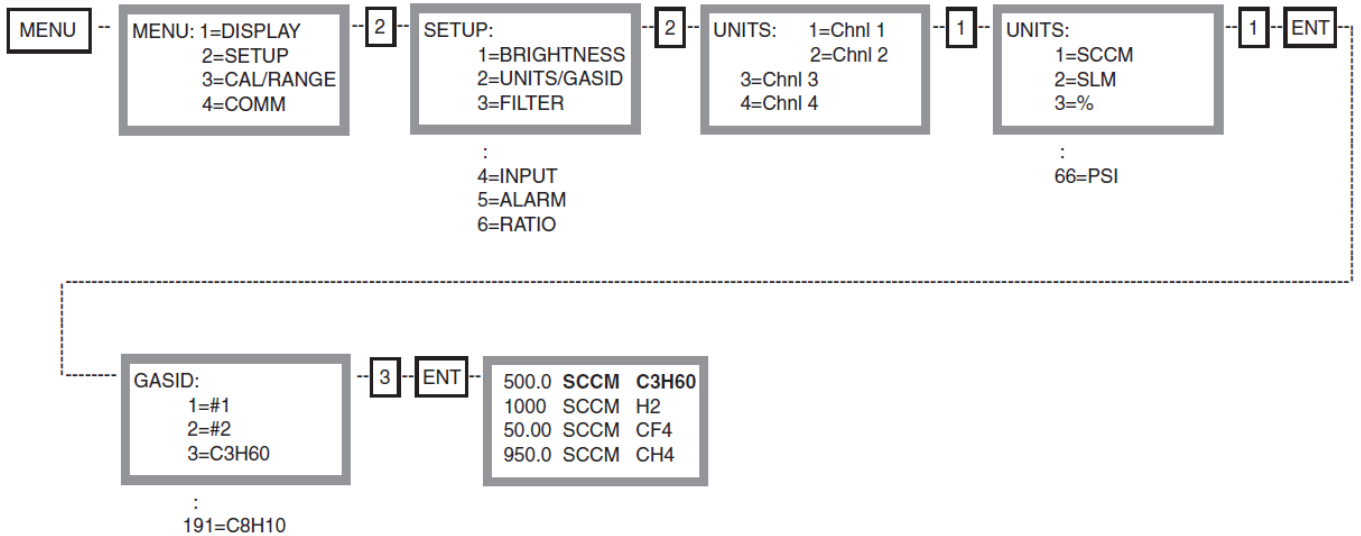 MENU
MENU: 1=DISPLAY
2=SETUP
3=CAL/RANGE
4=COMM
2
SETUP:
1=BRIGHTNESS
2=UNITS/GASID
3=FILTER
:
4=INPUT
5=ALARM
6=RATIO
2
UNITS: 1=Chnl 1
2=Chnl 2
3=Chnl 3
4=Chnl 4
1
UNITS:
1=SCCM
2=SLM
3=%
:
66=PSI
1
ENT
GASID:
1=#1
2=#2
3=C3H60
:
191=C8H10
3
ENT
500.0 SCCM C3H60
1000 SCCM H2
50.00 SCCM CF4
950.0 SCCM CH4